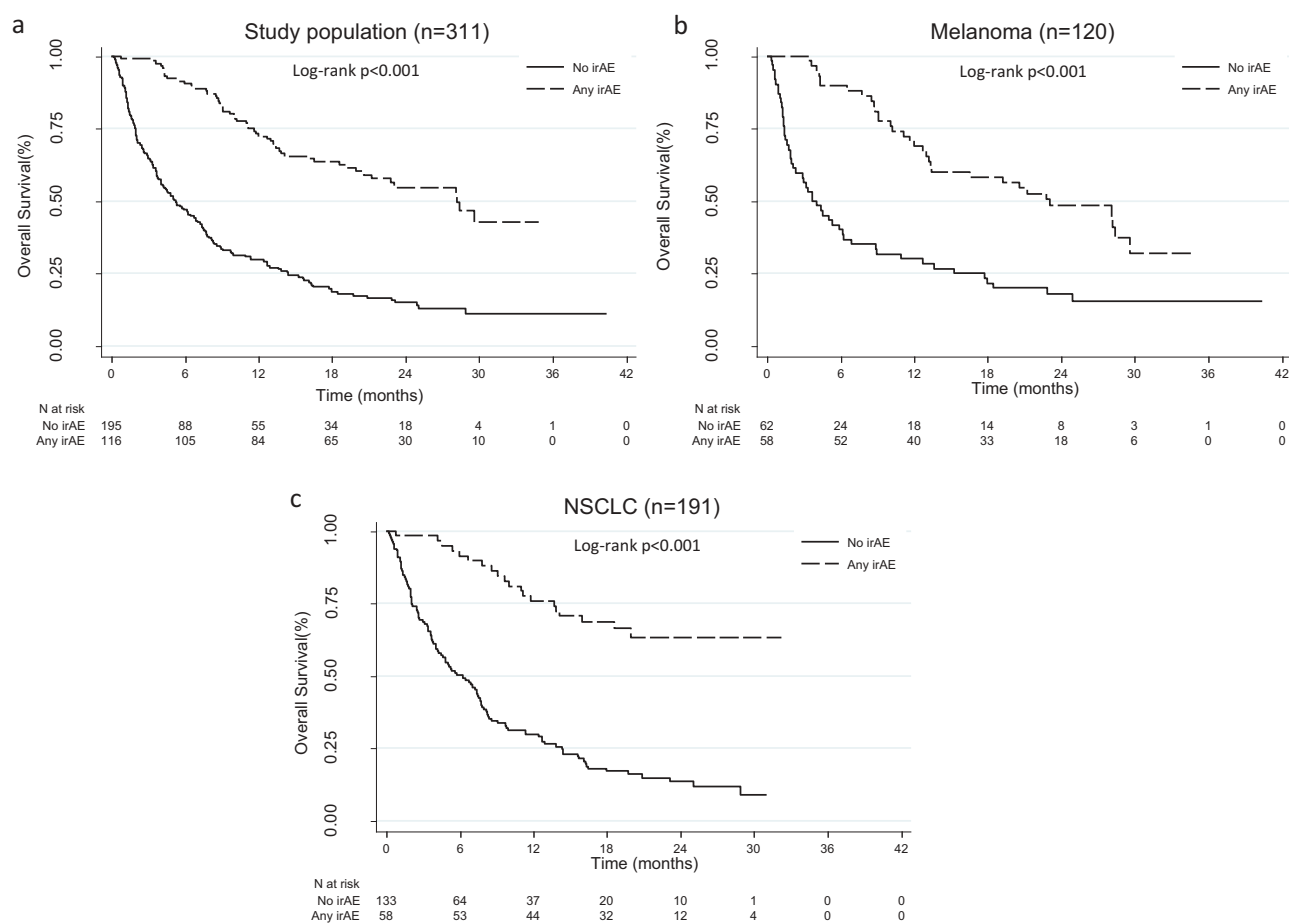 a
Study population (n=311)
Log-rank p<0.001
No irAE
Any irAE
Overall Survival(%)
1.00
0.75
0.50
0.25
0.00
0 6 12 18 24 30 36 42
Time (months)
N at risk
No irAE 195 88 55 34 18 4 1 0
Any irAE 116 105 84 65 30 10 0 0
b
Melanoma (n=120)
Log-rank p<0.001
No irAE
Any irAE
Overall Survival(%)
1.00
0.75
0.50
0.25
0.00
0 6 12 18 24 30 36 42
Time (months)
N at risk
No irAE 62 24 18 14 8 3 1 0
Any irAE 58 52 40 33 18 6 0 0
c
NSCLC (n=191)
Log-rank p<0.001
No irAE
Any irAE
Overall Survival(%)
1.00
0.75
0.50
0.25
0.00
0 6 12 18 24 30 36 42
Time (months)
N at risk
No irAE 133 64 37 20 10 1 0 0
Any irAE 58 53 44 32 12 4 0 0